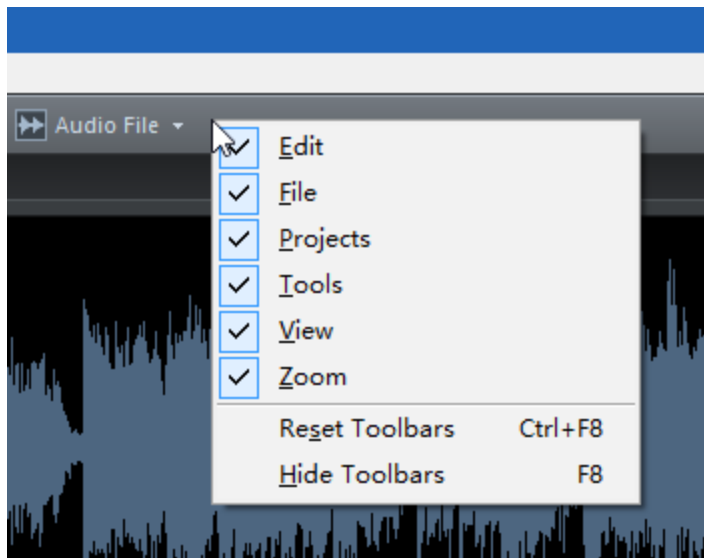 Audio File
Edit
File
Projects
Tools
View
Zoom
Reset Toolbars Ctrl+F8
Hide Toolbars F8